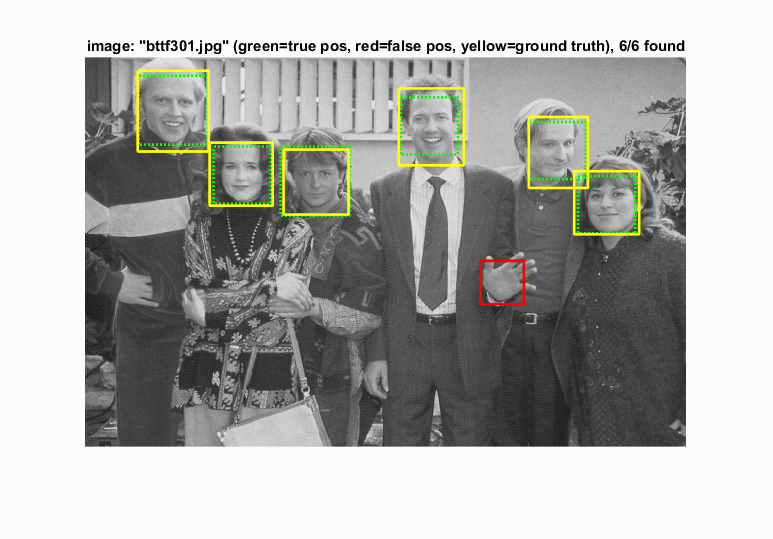 image: "bttf301.jpg" (green=true pos, red=false pos, yellow=ground truth), 6/6 found